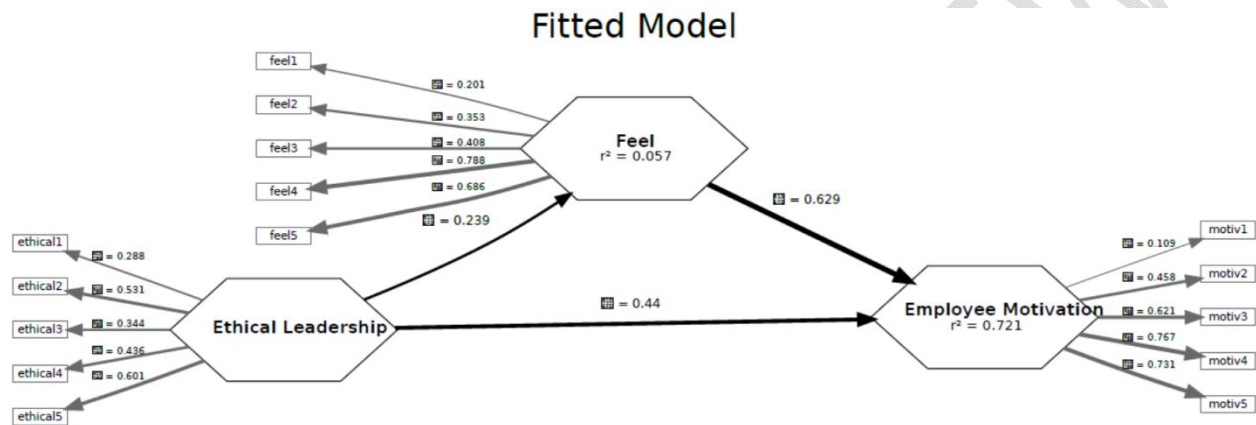 Fitted Model
feel1
= 0.201
feel2
= 0.353
feel3
= 0.408
feel4
= 0.788
feel5
= 0.686
Feel
r² = 0.057
= 0.239
= 0.629
ethical1
= 0.288
ethical2
= 0.531
ethical3
= 0.344
ethical4
= 0.436
ethical5
= 0.601
Ethical Leadership
= 0.44
Employee Motivation
r² = 0.721
motiv1
= 0.109
motiv2
= 0.458
motiv3
= 0.621
motiv4
= 0.767
motiv5
= 0.731